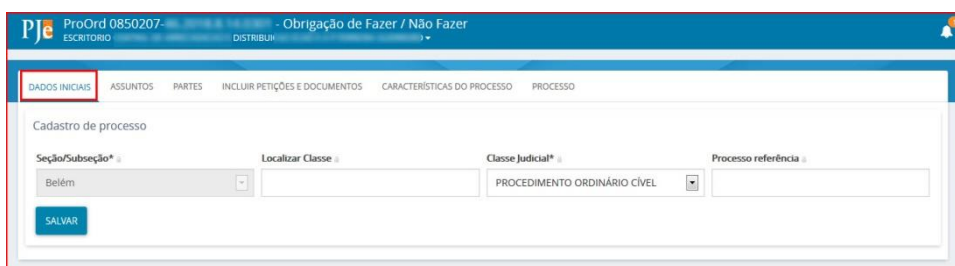 PJe ProOrd 0850207- - Obrigação de Fazer / Não Fazer
ESCRITORIO DISTRIBUI
DADOS INICIAIS ASSUNTOS PARTES INCLUIR PETIÇÕES E DOCUMENTOS CARACTERÍSTICAS DO PROCESSO PROCESSO
Cadastro de processo
Seção/Subseção* Localizar Classe Classe Judicial* Processo referência
Belém PROCEDIMENTO ORDINÁRIO CÍVEL
SALVAR